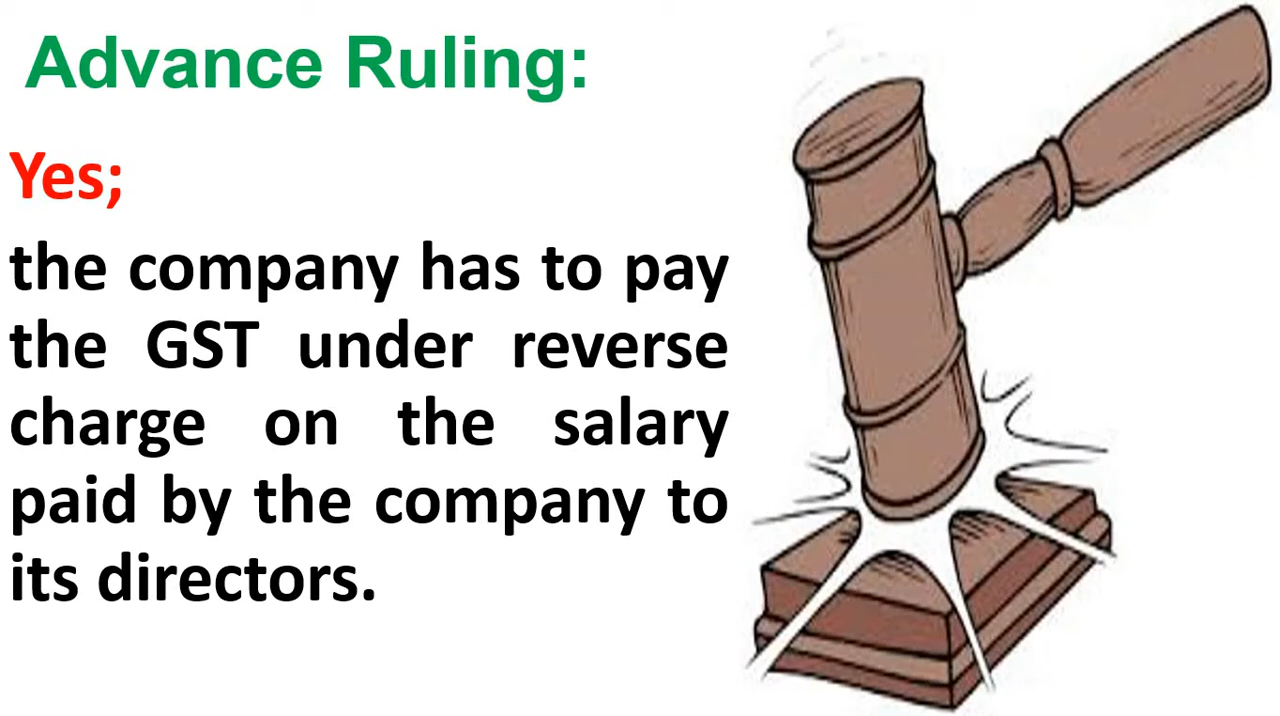 Advance Ruling:
Yes;
the company has to pay
the GST under reverse
charge on the salary
paid by the company to
its directors.